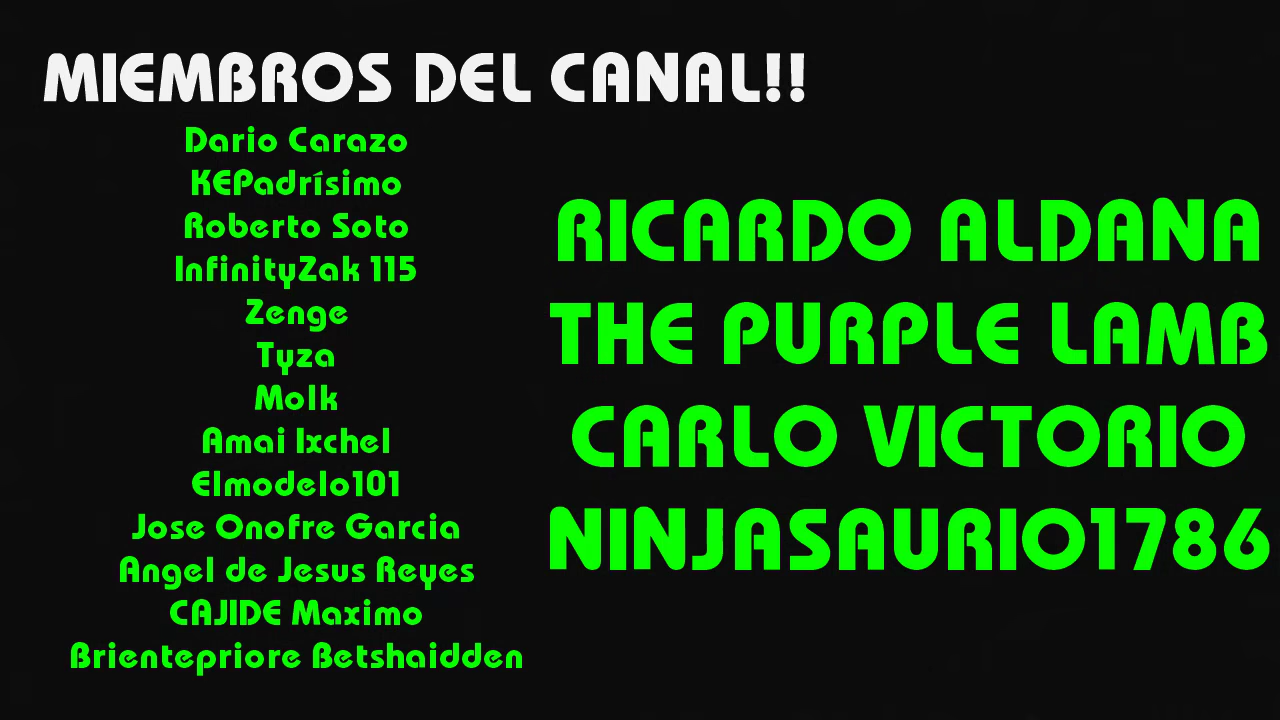 MIEMBROS DEL CANAL!!
Dario Carazo
KEPadrísimo
Roberto Soto
InfinityZak 115
Zenge
Tyza
Molk
Amai Ixchel
Elmodelo101
Jose Onofre Garcia
Angel de Jesus Reyes
CAJIDE Maximo
Brientepriore Betshaidden
RICARDO ALDANA
THE PURPLE LAMB
CARLO VICTORIO
NINJASAURIO1786